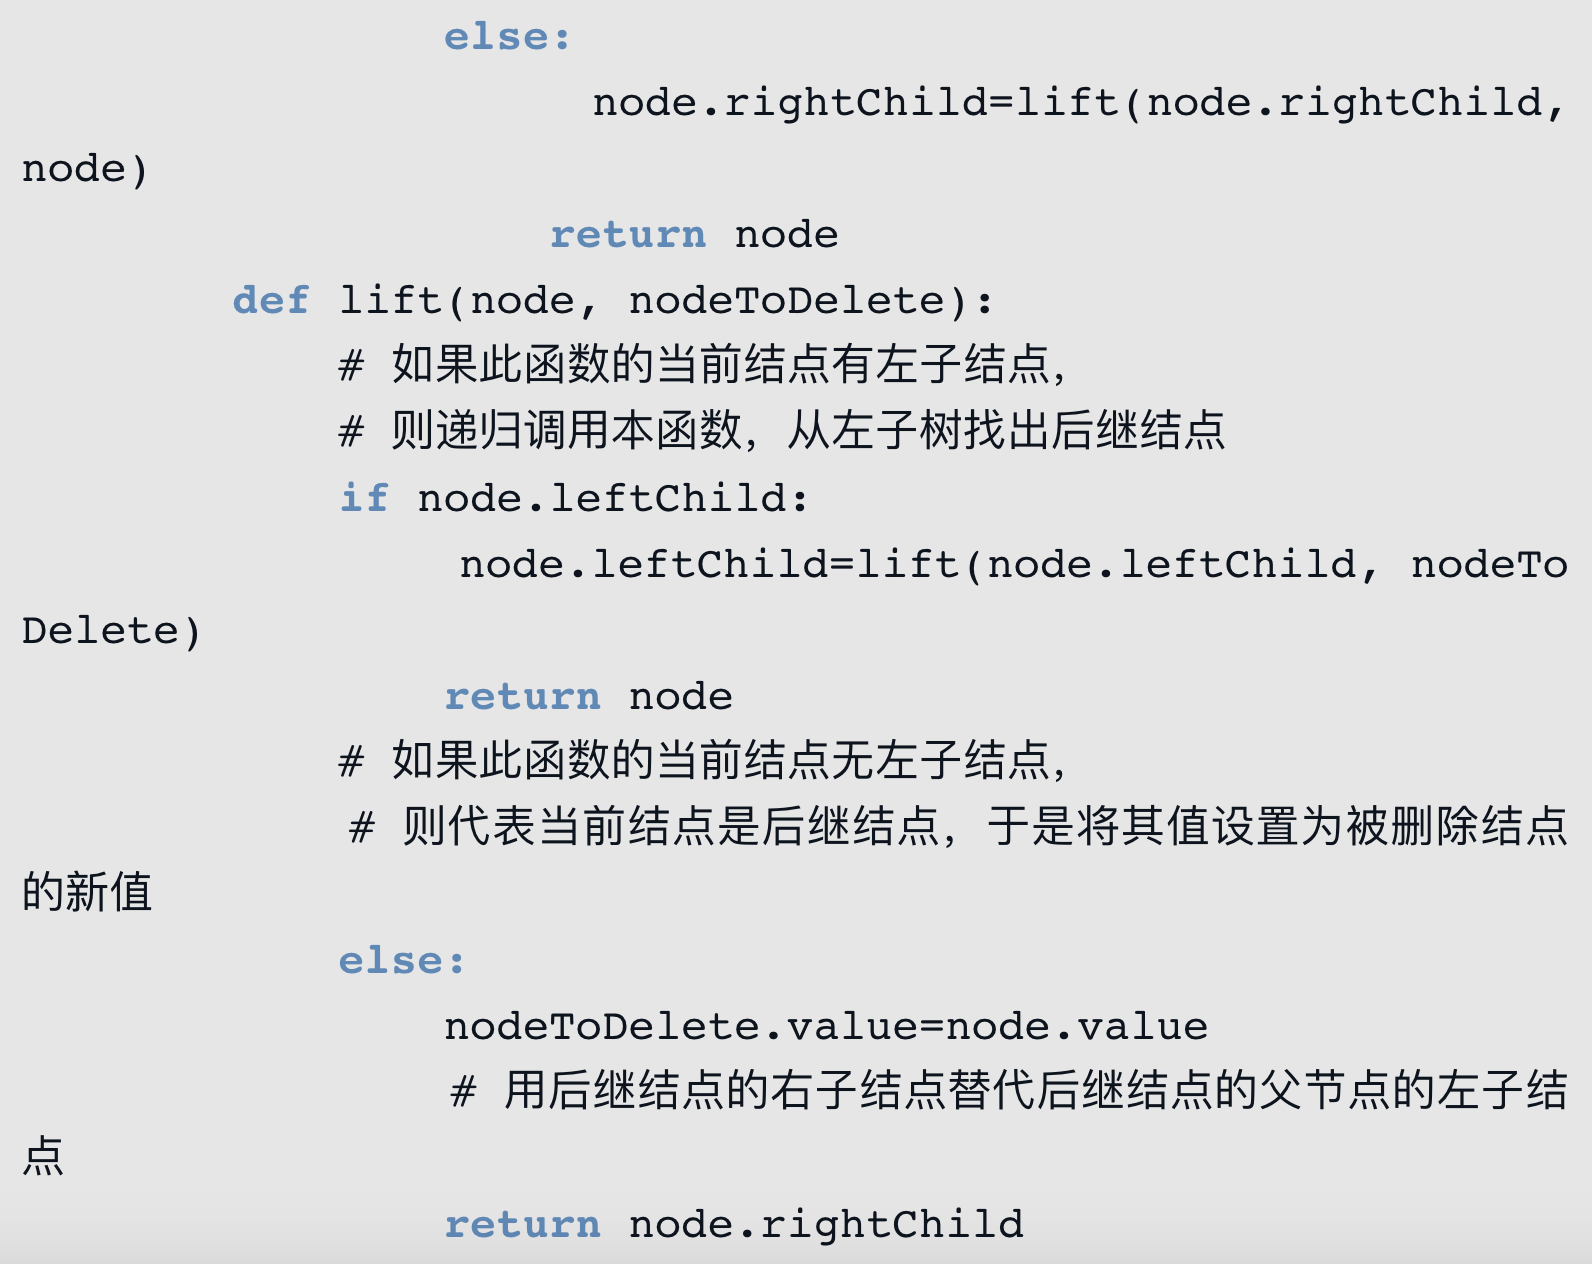 else:
node.rightChild=lift(node.rightChild,
node)
return node
def lift(node, nodeToDelete):
# 如果此函数的当前结点有左子结点，
# 则递归调用本函数，从左子树找出后继结点
if node.leftChild:
node.leftChild=lift(node.leftChild, nodeTo
Delete)
return node
# 如果此函数的当前结点无左子结点，
# 则代表当前结点是后继结点，于是将其值设置为被删除结点
的新值
else:
nodeToDelete.value=node.value
# 用后继结点的右子结点替代后继结点的父节点的左子结
点
return node.rightChild